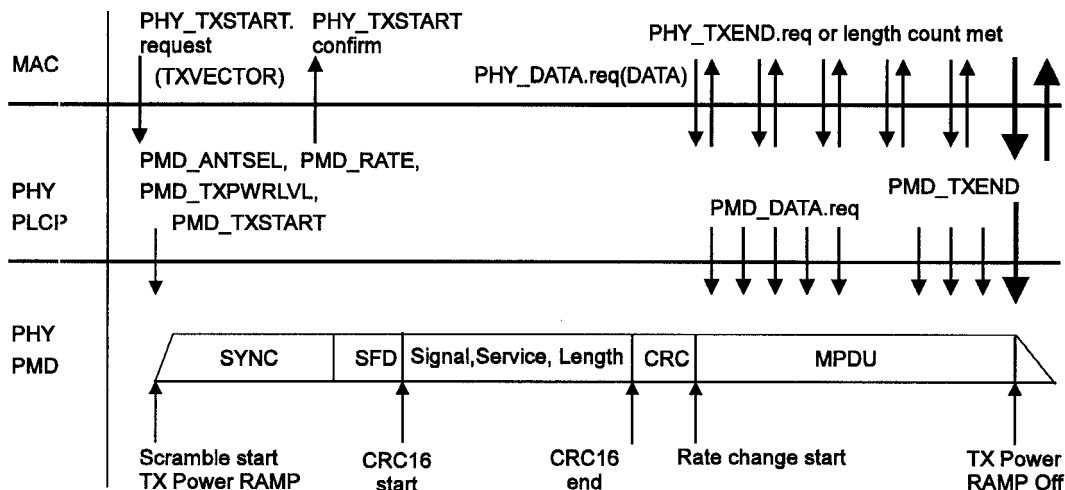 PHY_TXSTART. PHY_TXSTART
request confirm
(TXVECTOR)
PHY_TXEND.req or length count met
MAC
PHY_DATA.req(DATA)
PMD_ANTSEL, PMD_RATE,
PHY PMD_TXPWRLVL,
PLCP PMD_TXSTART
PMD_DATA.req
PMD_TXEND
PHY
PMD
SYNC SFD Signal,Service, Length CRC MPDU
Scramble start
TX Power RAMP
CRC16
start
CRC16
end
Rate change start
TX Power
RAMP Off